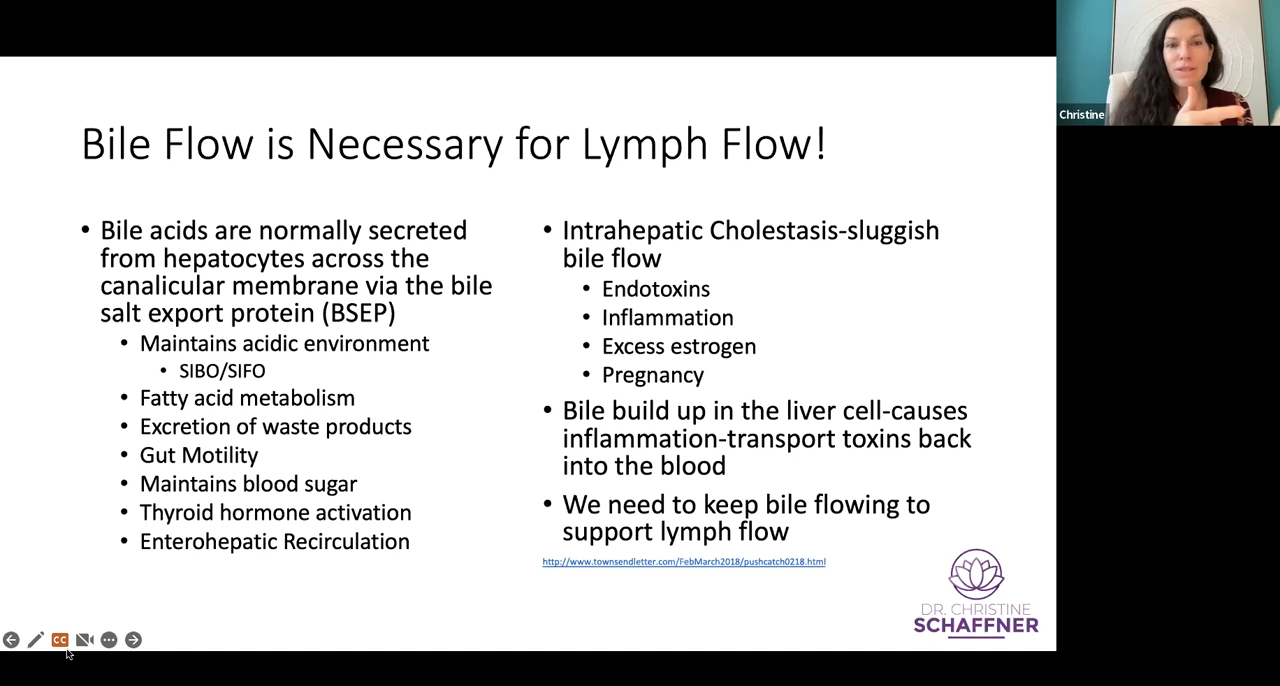 Christine
Bile Flow is Necessary for Lymph Flow!
• Bile acids are normally secreted
from hepatocytes across the
canalicular membrane via the bile
salt export protein (BSEP)
• Maintains acidic environment
• SIBO/SIFO
• Fatty acid metabolism
• Excretion of waste products
• Gut Motility
• Maintains blood sugar
• Thyroid hormone activation
• Enterohepatic Recirculation
• Intrahepatic Cholestasis-sluggish
bile flow
• Endotoxins
• Inflammation
• Excess estrogen
• Pregnancy
• Bile build up in the liver cell-causes
inflammation-transport toxins back
into the blood
• We need to keep bile flowing to
support lymph flow
http://www.townsendletter.com/FebMarch2018/pushcatch0218.html
DR. CHRISTINE
SCHAFFNER
CC